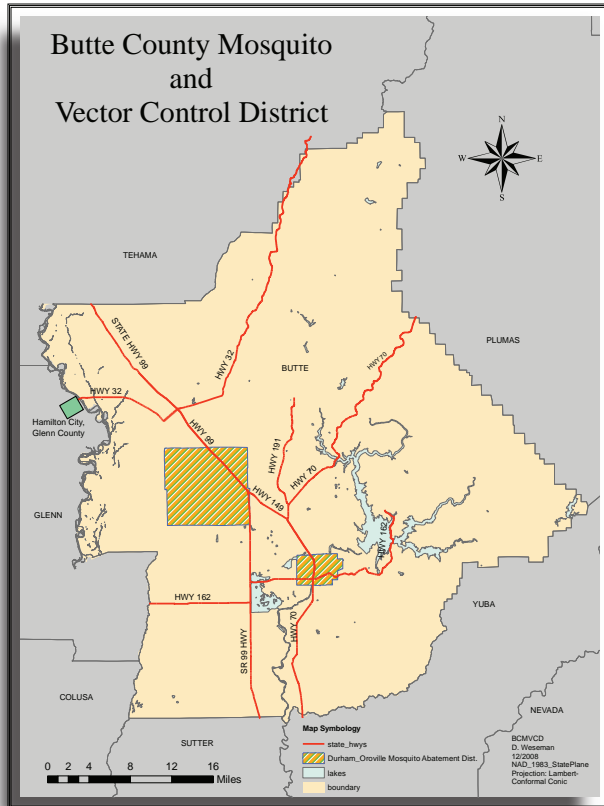 Butte County Mosquito
and
Vector Control District
N
W
E
S
TEHAMA
PLUMAS
STATE HWY 99
HWY 32
HWY 70
BUTTE
HWY 32
Hamilton City,
Glenn County
HWY 99
HWY 191
HWY 70
GLENN
HWY 149
HWY 162
HWY 162
YUBA
SR 99 HWY
HWY 70
COLUSA
NEVADA
SUTTER
Map Symbology
state_hwys
Durham_Oroville Mosquito Abatement Dist.
lakes
boundary
BCMVCD
D. Weseman
12/2008
NAD_1983_StatePlane
Projection: Lambert-
Conformal Conic
0 2 4 8 12 16
Miles